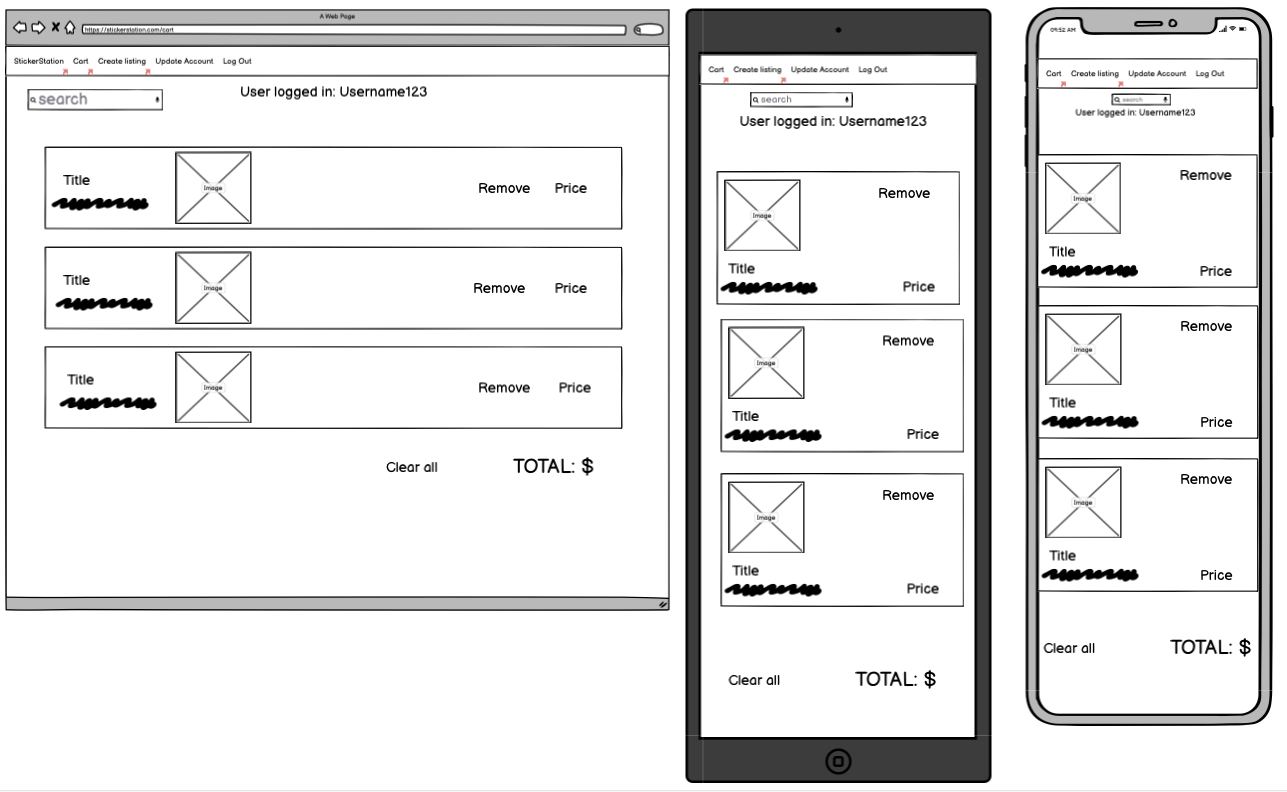 A Web Page
https://stickerstation.com/cart
StickerStation Cart Create listing Update Account Log Out
search
User logged in: Username123
Title
Image
Remove Price
Title
Image
Remove Price
Title
Image
Remove Price
Clear all TOTAL: $
Cart Create listing Update Account Log Out
search
User logged in: Username123
Remove
Image
Title
Price
Remove
Image
Title
Price
Remove
Image
Title
Price
Clear all TOTAL: $
09:52 AM
Cart Create listing Update Account Log Out
search
User logged in: Username123
Remove
Image
Title
Price
Remove
Image
Title
Price
Remove
Image
Title
Price
Clear all TOTAL: $